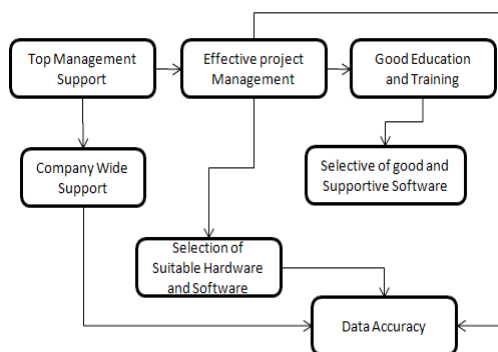 Top Management
Support
Effective project
Management
Good Education
and Training
Company Wide
Support
Selective of good and
Supportive Software
Selection of
Suitable Hardware
and Software
Data Accuracy